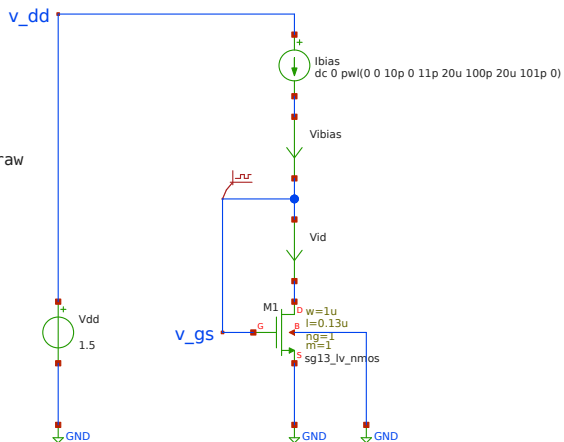 v_dd
+
Ibias
dc 0 pwl(0 0 10p 0 11p 20u 100p 20u 101p 0)
Vibias
raw
Vid
M1
D
w=1u
l=0.13u
+
Vdd
1.5
v_gs
G
B
ng=1
m=1
S
sg13_lv_nmos
GND
GND
GND